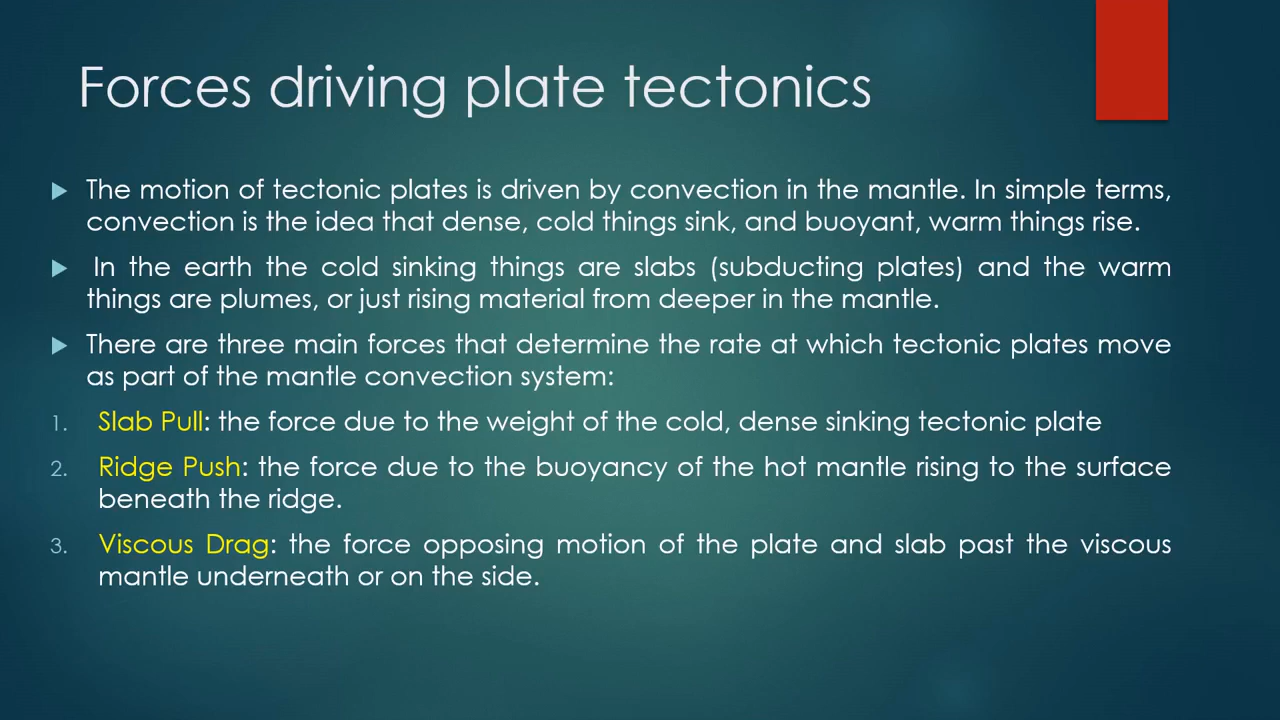 Forces driving plate tectonics
The motion of tectonic plates is driven by convection in the mantle. In simple terms,
convection is the idea that dense, cold things sink, and buoyant, warm things rise.
In the earth the cold sinking things are slabs (subducting plates) and the warm
things are plumes, or just rising material from deeper in the mantle.
There are three main forces that determine the rate at which tectonic plates move
as part of the mantle convection system:
1. Slab Pull: the force due to the weight of the cold, dense sinking tectonic plate
2. Ridge Push: the force due to the buoyancy of the hot mantle rising to the surface
beneath the ridge.
3. Viscous Drag: the force opposing motion of the plate and slab past the viscous
mantle underneath or on the side.